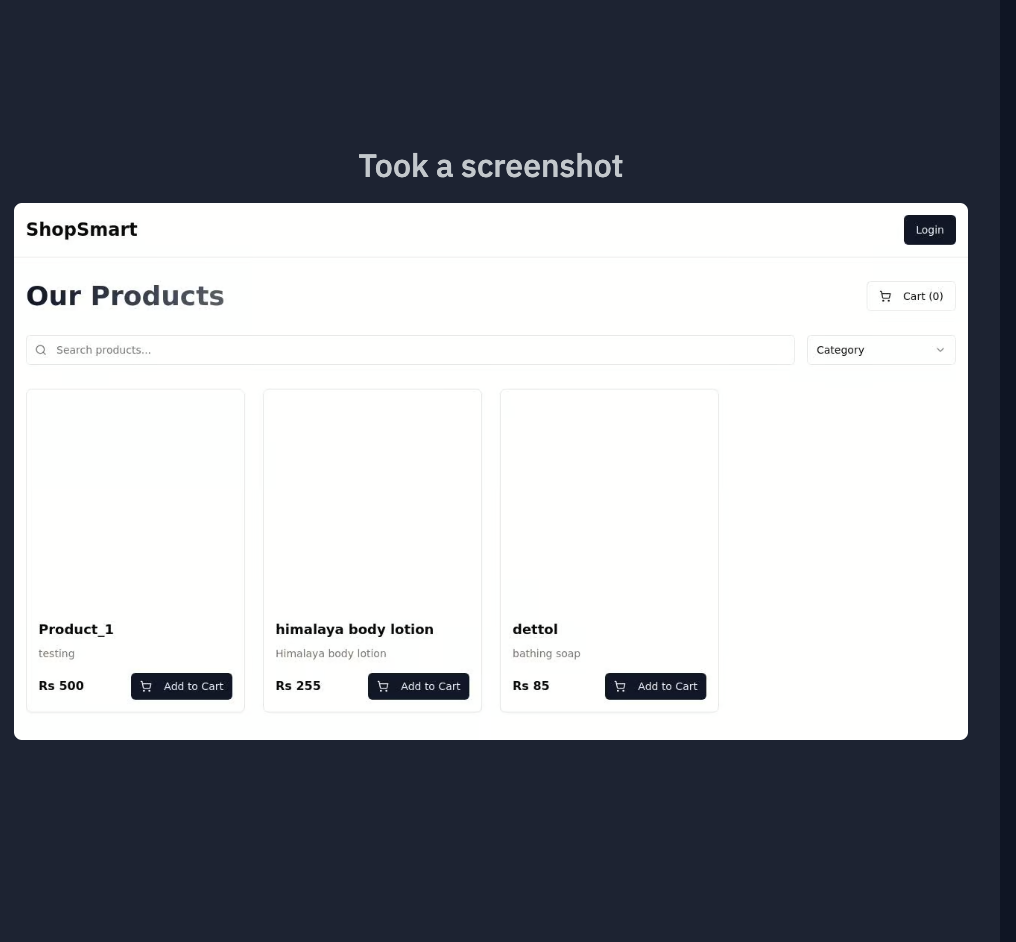 Took a screenshot
ShopSmart
Login
Our Products
Cart (0)
Search products...
Category
Product_1
testing
Rs 500
Add to Cart
himalaya body lotion
Himalaya body lotion
Rs 255
Add to Cart
dettol
bathing soap
Rs 85
Add to Cart